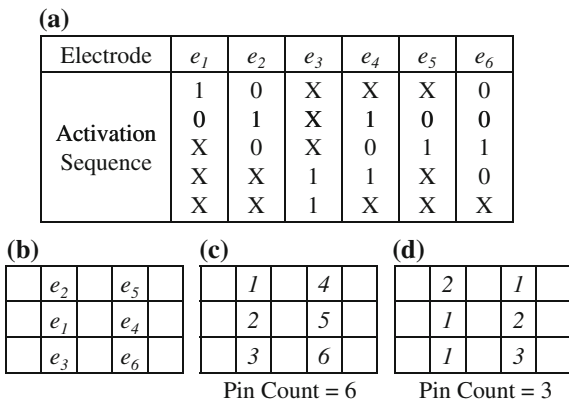 (a)
Electrode e1 e2 e3 e4 e5 e6
1 0 X X X 0
0 1 X 1 0 0
Activation
X 0 X 0 1 1
Sequence
X X 1 1 X 0
X X 1 X X X
(b) (c) (d)
e2 e5 1 4 2 1
e1 e4 2 5 1 2
e3 e6 3 6 1 3
Pin Count = 6 Pin Count = 3